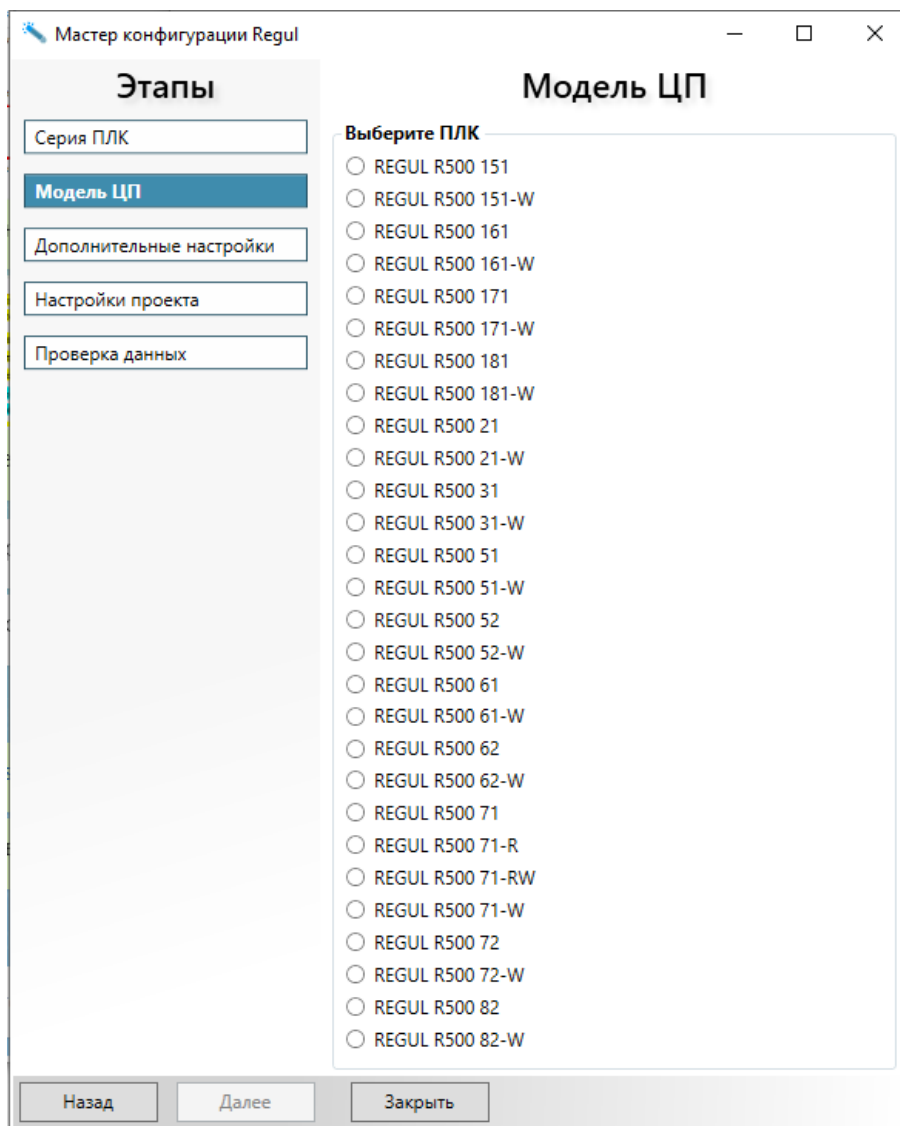 Мастер конфигурации Regul
Этапы
Серия ПЛК
Модель ЦП
Дополнительные настройки
Настройки проекта
Проверка данных
Модель ЦП
Выберите ПЛК
REGUL R500 151
REGUL R500 151-W
REGUL R500 161
REGUL R500 161-W
REGUL R500 171
REGUL R500 171-W
REGUL R500 181
REGUL R500 181-W
REGUL R500 21
REGUL R500 21-W
REGUL R500 31
REGUL R500 31-W
REGUL R500 51
REGUL R500 51-W
REGUL R500 52
REGUL R500 52-W
REGUL R500 61
REGUL R500 61-W
REGUL R500 62
REGUL R500 62-W
REGUL R500 71
REGUL R500 71-R
REGUL R500 71-RW
REGUL R500 71-W
REGUL R500 72
REGUL R500 72-W
REGUL R500 82
REGUL R500 82-W
Назад
Далее
Закрыть